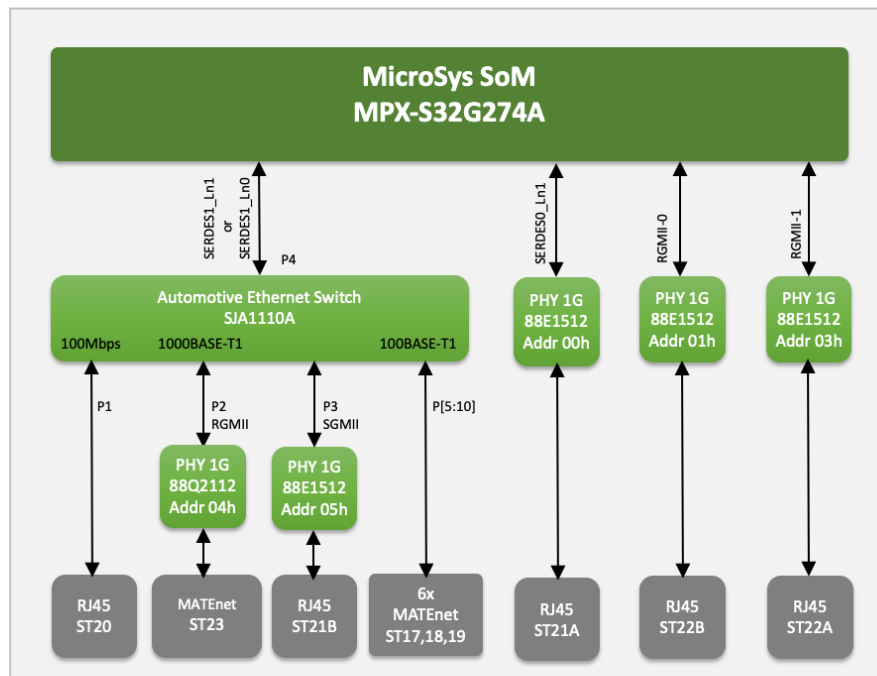 MicroSys SoM
MPX-S32G274A
SERDES1_Ln1
or
SERDES1_Ln0
P4
SERDES0_Ln1
RGMII-0
RGMII-1
Automotive Ethernet Switch
SJA1110A
100Mbps
1000BASE-T1
100BASE-T1
PHY 1G
88E1512
Addr 00h
PHY 1G
88E1512
Addr 01h
PHY 1G
88E1512
Addr 03h
P1
P2
RGMII
P3
SGMII
P[5:10]
PHY 1G
88Q2112
Addr 04h
PHY 1G
88E1512
Addr 05h
RJ45
ST20
MATEnet
ST23
RJ45
ST21B
6x
MATEnet
ST17,18,19
RJ45
ST21A
RJ45
ST22B
RJ45
ST22A